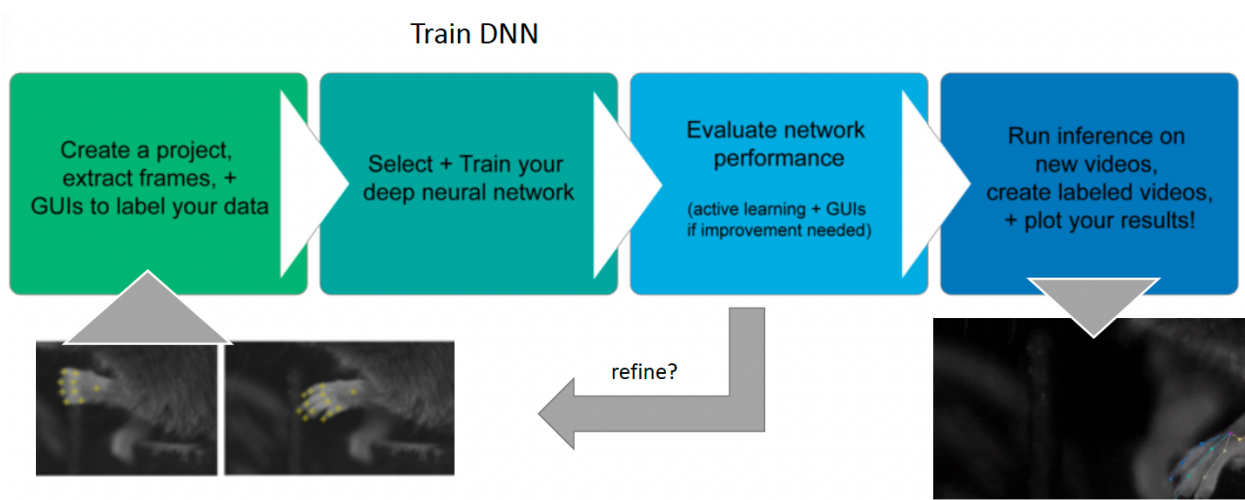 Train DNN
Create a project,
extract frames, +
GUIs to label your data
Select + Train your
deep neural network
Evaluate network
performance
(active learning + GUIs
if improvement needed)
Run inference on
new videos,
create labeled videos,
+ plot your results!
refine?